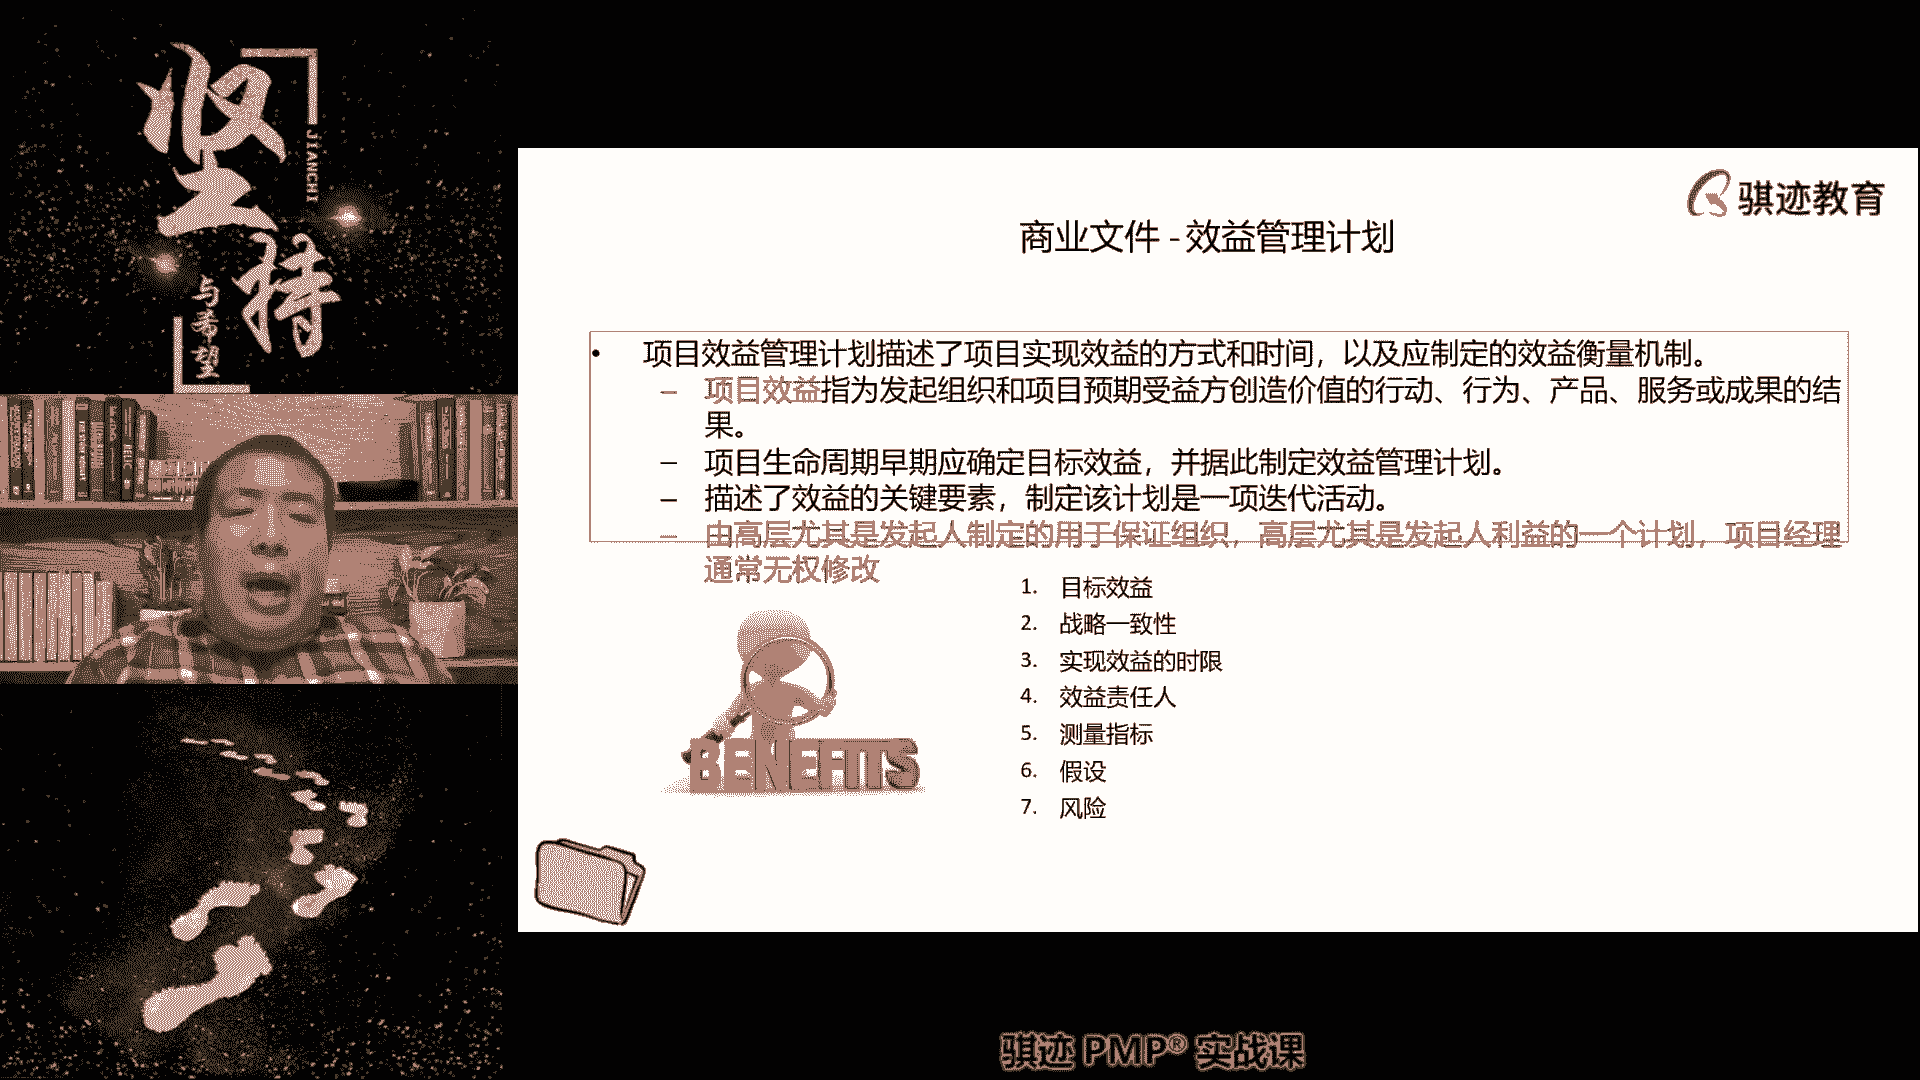 坚持
JIANCHI
与希望
骐迹教育
商业文件 - 效益管理计划
• 项目效益管理计划描述了项目实现效益的方式和时间，以及应制定的效益衡量机制。
– 项目效益指为发起组织和项目预期受益方创造价值的行动、行为、产品、服务或成果的结
果。
– 项目生命周期早期应确定目标效益，并据此制定效益管理计划。
– 描述了效益的关键要素，制定该计划是一项迭代活动。
– 由高层尤其是发起人制定的用于保证组织，高层尤其是发起人利益的一个计划，项目经理
通常无权修改
1. 目标效益
2. 战略一致性
3. 实现效益的时限
4. 效益责任人
5. 测量指标
6. 假设
7. 风险
BENEFITS
骐迹 PMP® 实战课